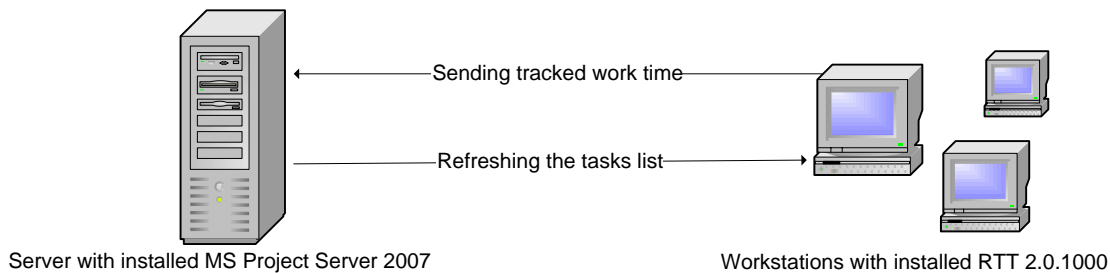 Sending tracked work time
Refreshing the tasks list
Server with installed MS Project Server 2007
Workstations with installed RTT 2.0.1000